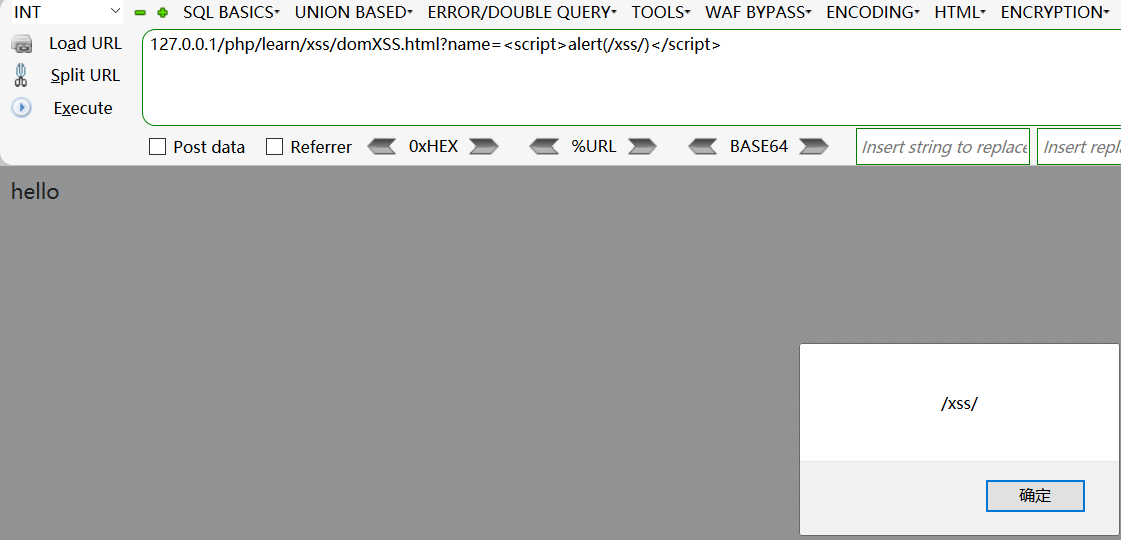 INT SQL BASICS UNION BASED ERROR/DOUBLE QUERY TOOLS WAF BYPASS ENCODING HTML ENCRYPTION
Load URL
Split URL
Execute
127.0.0.1/php/learn/xss/domXSS.html?name=<script>alert(/xss/)</script>
Post data Referrer 0xHEX %URL BASE64 Insert string to replace Insert repl
hello
/xss/
确定